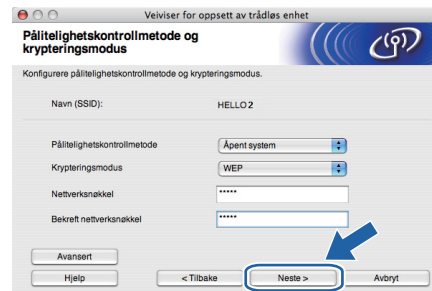 Veiviser for oppsett av trådløs enhet
Pålitelighetskontrollmetode og
krypteringsmodus
Konfigurere pålitelighetskontrollmetode og krypteringsmodus.
Navn (SSID): HELLO2
Pålitelighetskontrollmetode Åpent system
Krypteringsmodus WEP
Nettverksnøkkel *****
Bekreft nettverksnøkkel *****
Avansert
Hjelp < Tilbake Neste > Avbryt